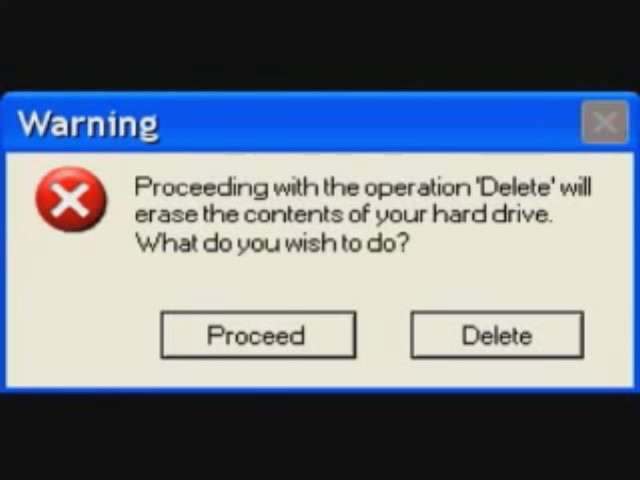 Warning
Proceeding with the operation 'Delete' will
erase the contents of your hard drive.
What do you wish to do?
Proceed
Delete